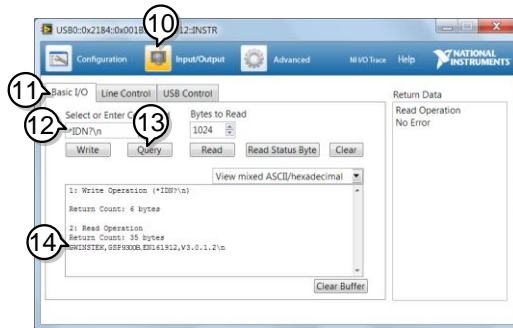 10
USB0::0x2184::0x001 12::INSTR
Configuration Input/Output Advanced NI I/O Trace Help NATIONAL INSTRUMENTS
11 Basic I/O Line Control USB Control Return Data
12 Select or Enter 13 Bytes to Read Read Operation
*IDN?\n 1024 No Error
Write Query Read Read Status Byte Clear
View mixed ASCII/hexadecimal
1: Write Operation (*IDN?\n)
Return Count: 6 bytes
2: Read Operation
14 Return Count: 35 bytes
GWINSTEK,GSP9300B,EN161912,V3.0.1.2\n
Clear Buffer